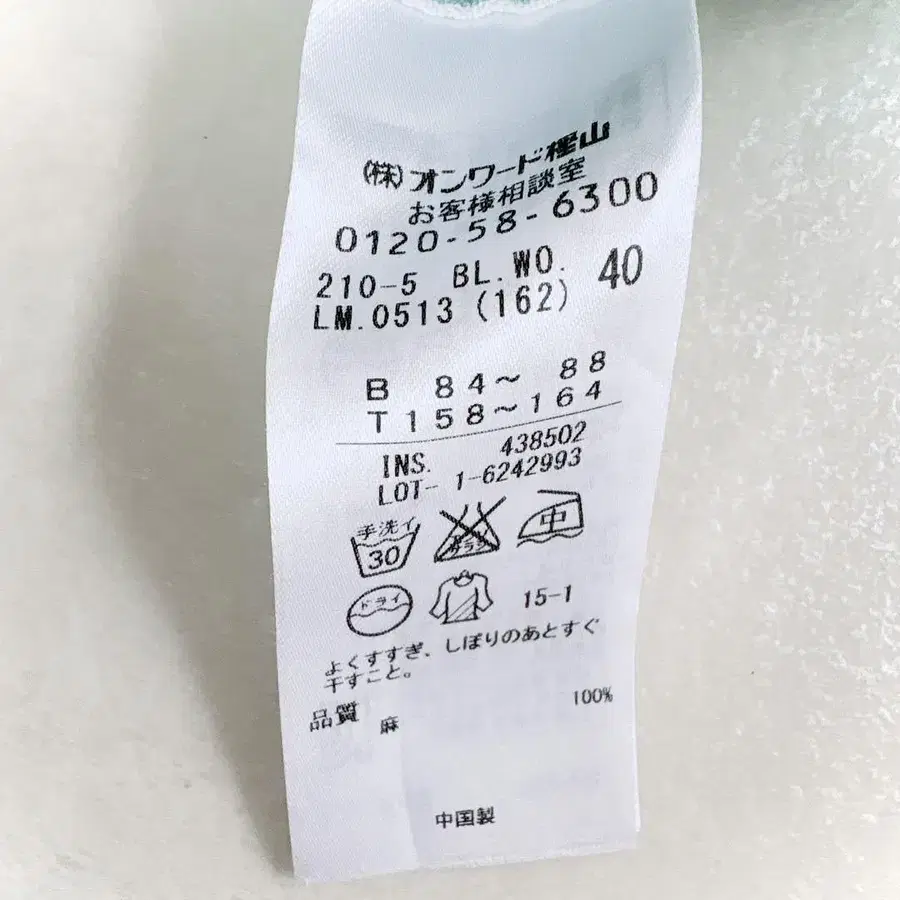 (株)オンワード樫山
お客様相談室
0120-58-6300
210-5 BL.WO. 40
LM.0513 (162)
B 84～ 88
T158～164
INS. 438502
LOT- 1-6242993
手洗イ
30
サラシ
中
ドライ
15-1
よくすすぎ、しぼりのあとすぐ
干すこと。
品質 麻 100%
中国製